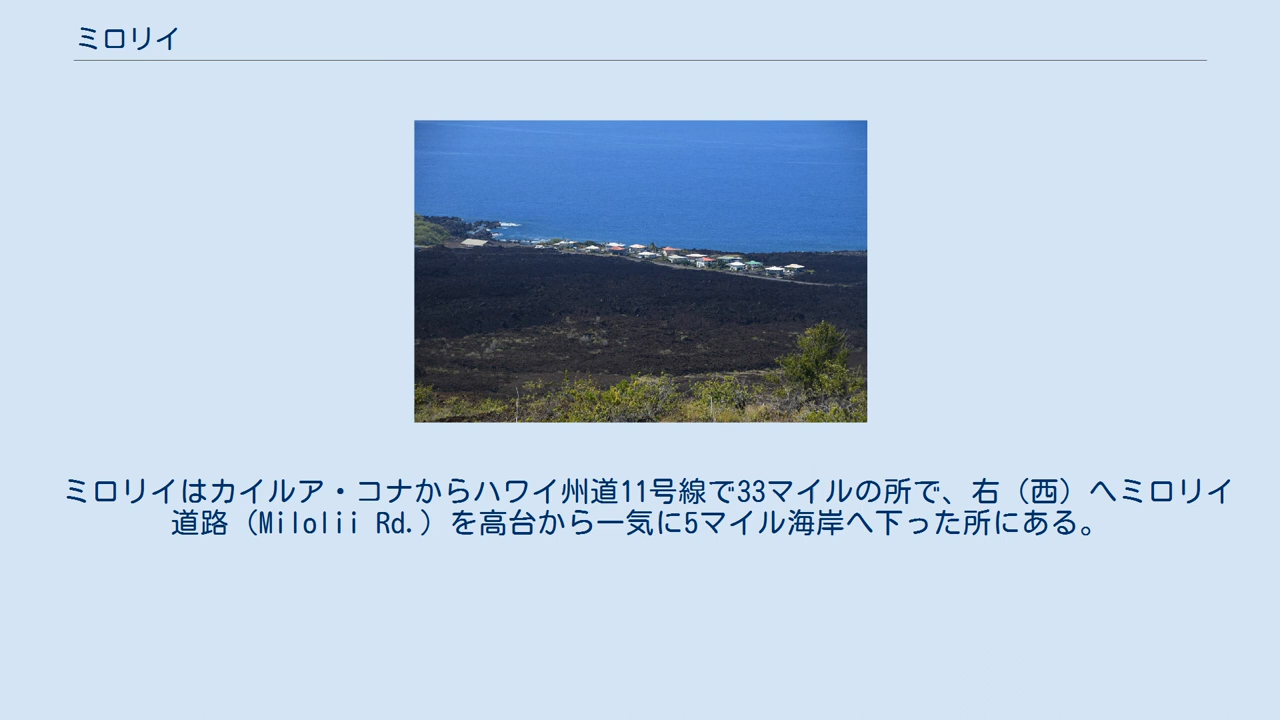 ミロリイ
ミロリイはカイルア・コナからハワイ州道11号線で33マイルの所で、右（西）へミロリイ
道路（Milolii Rd.）を高台から一気に5マイル海岸へ下った所にある。